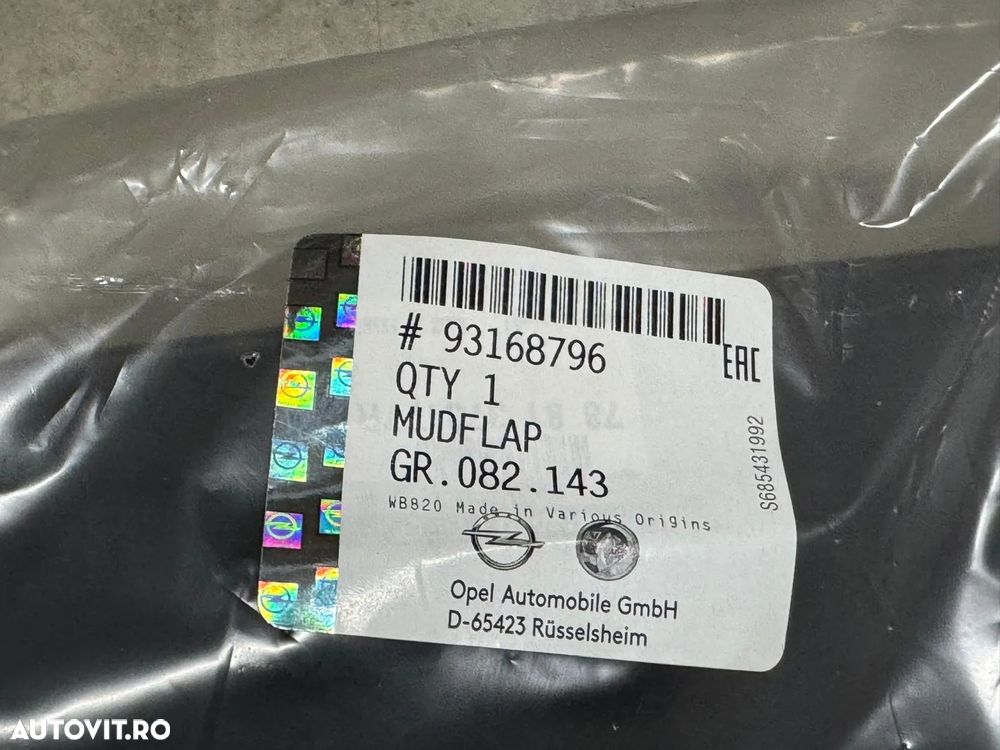 # 93168796
EAC
QTY 1
MUDFLAP
GR.082.143
S685431992
WB820 Made in Various Origins
Opel Automobile GmbH
D-65423 Rüsselsheim
AUTOVIT.RO